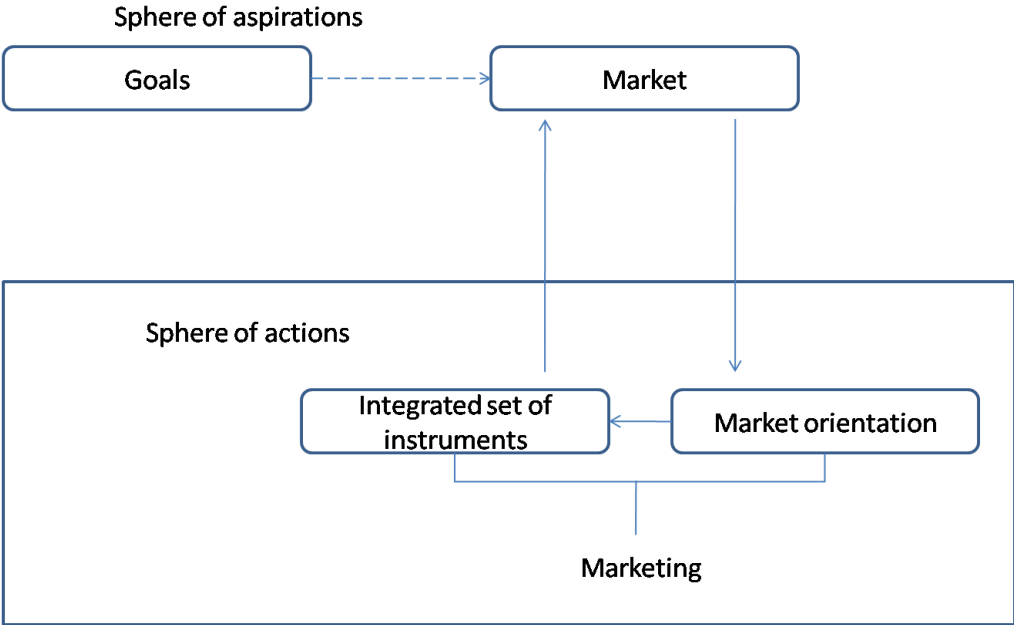 Sphere of aspirations
Goals
Market
Sphere of actions
Integrated set of
instruments
Market orientation
Marketing